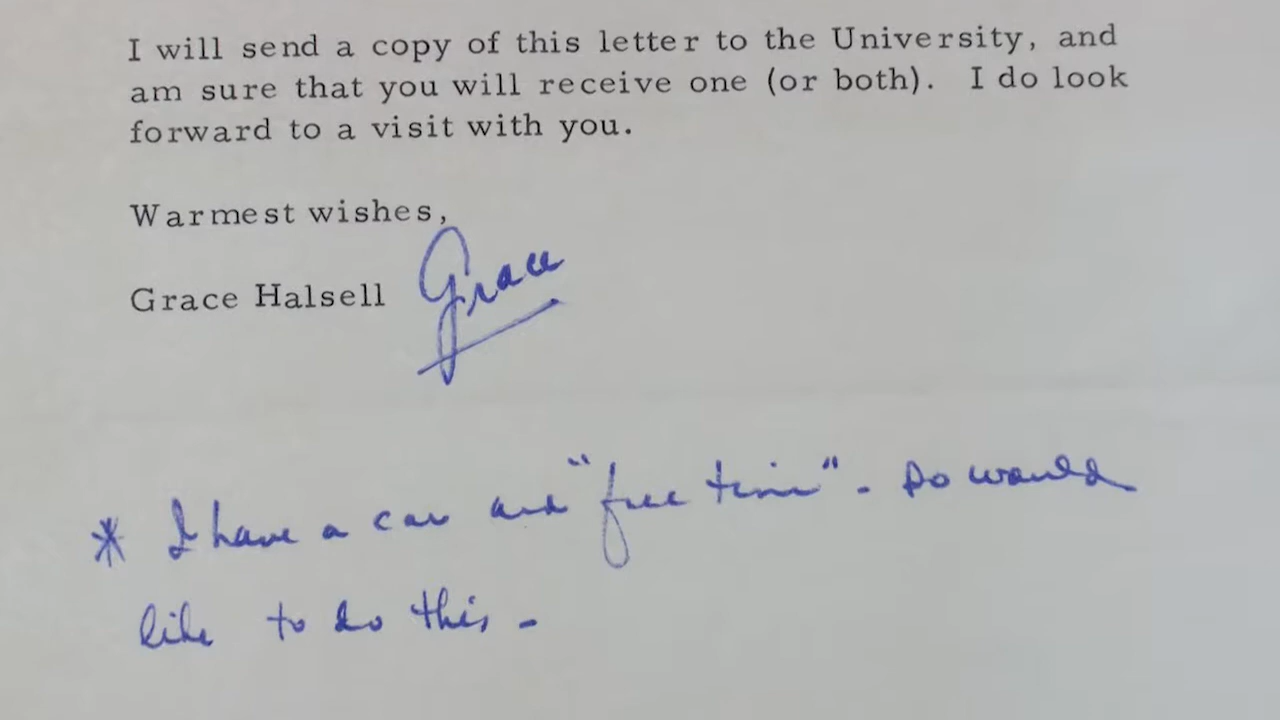 I will send a copy of this letter to the University, and
am sure that you will receive one (or both). I do look
forward to a visit with you.
Warmest wishes,
Grace Halsell Grace
* I have a car and "free time" - so would
like to do this -